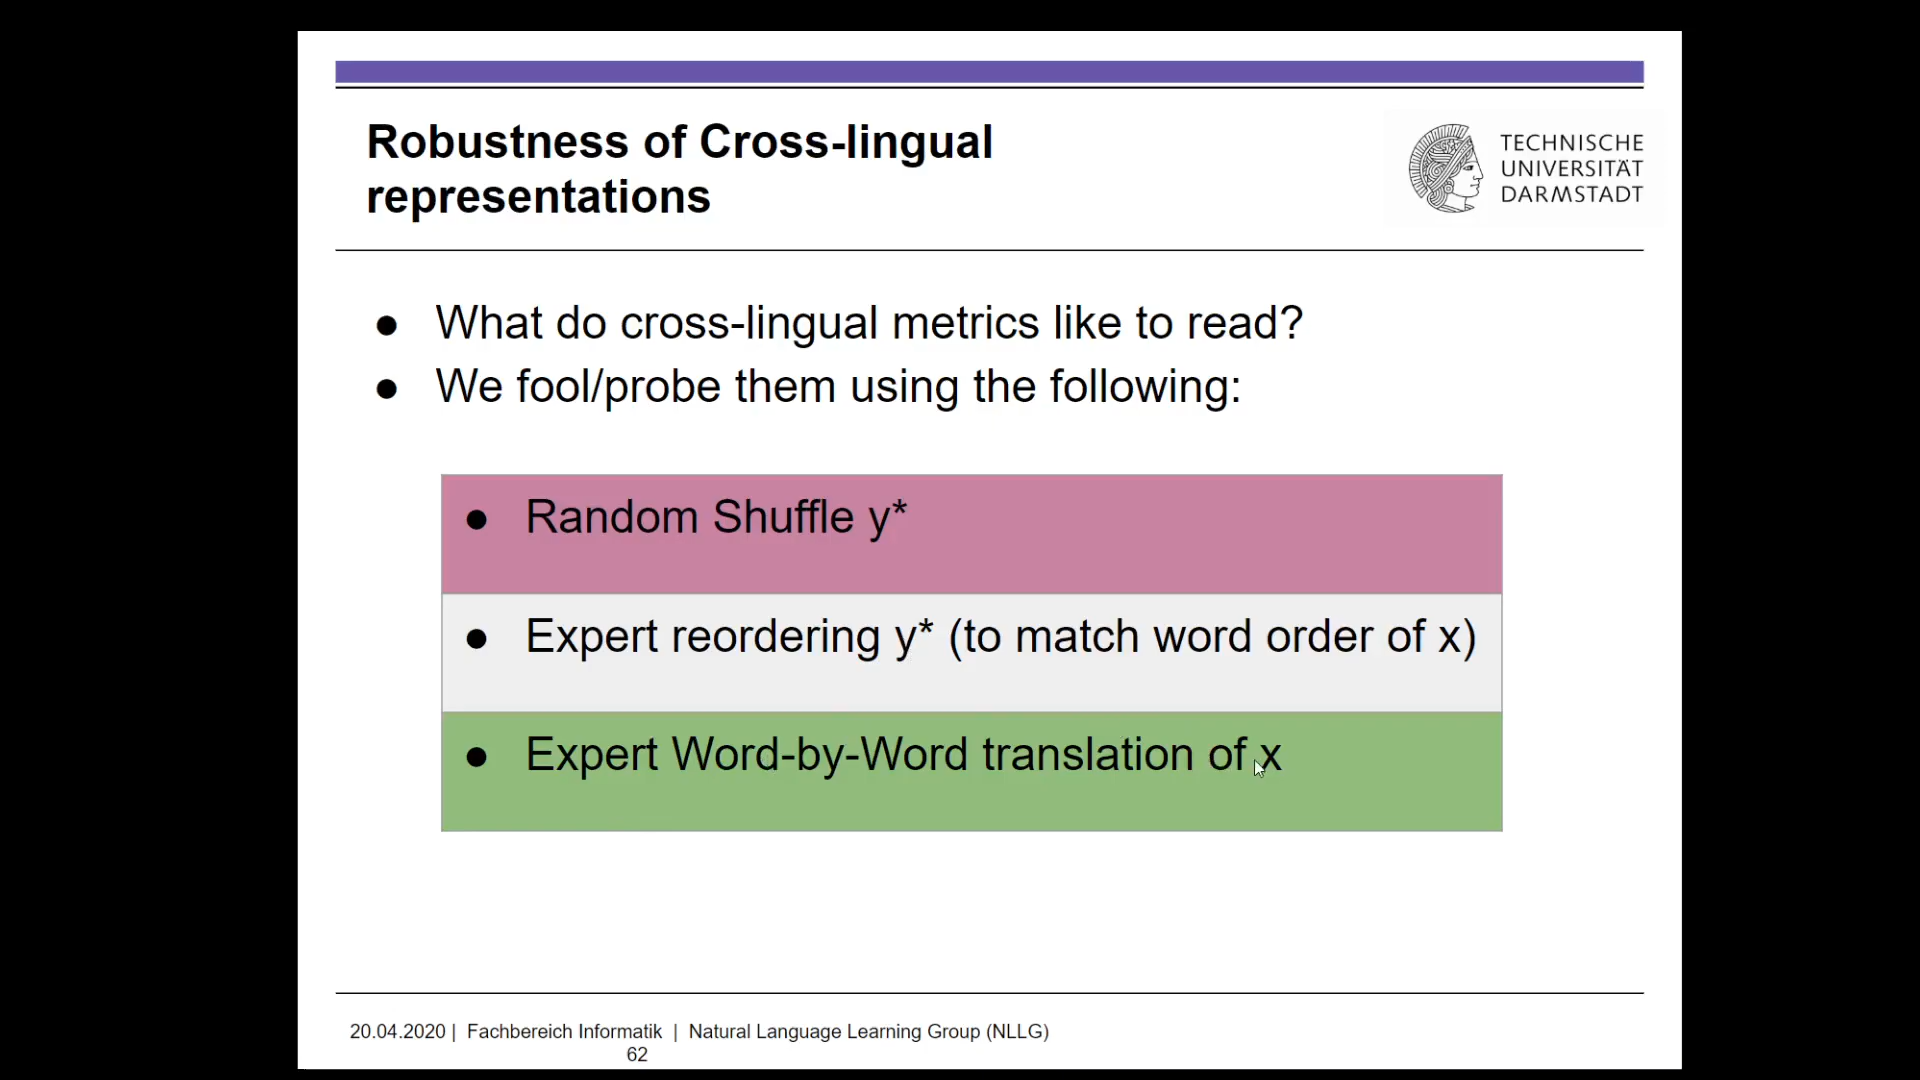 Robustness of Cross-lingual
representations
TECHNISCHE
UNIVERSITÄT
DARMSTADT
● What do cross-lingual metrics like to read?
● We fool/probe them using the following:
● Random Shuffle y*
● Expert reordering y* (to match word order of x)
● Expert Word-by-Word translation of x
20.04.2020 | Fachbereich Informatik | Natural Language Learning Group (NLLG)
62